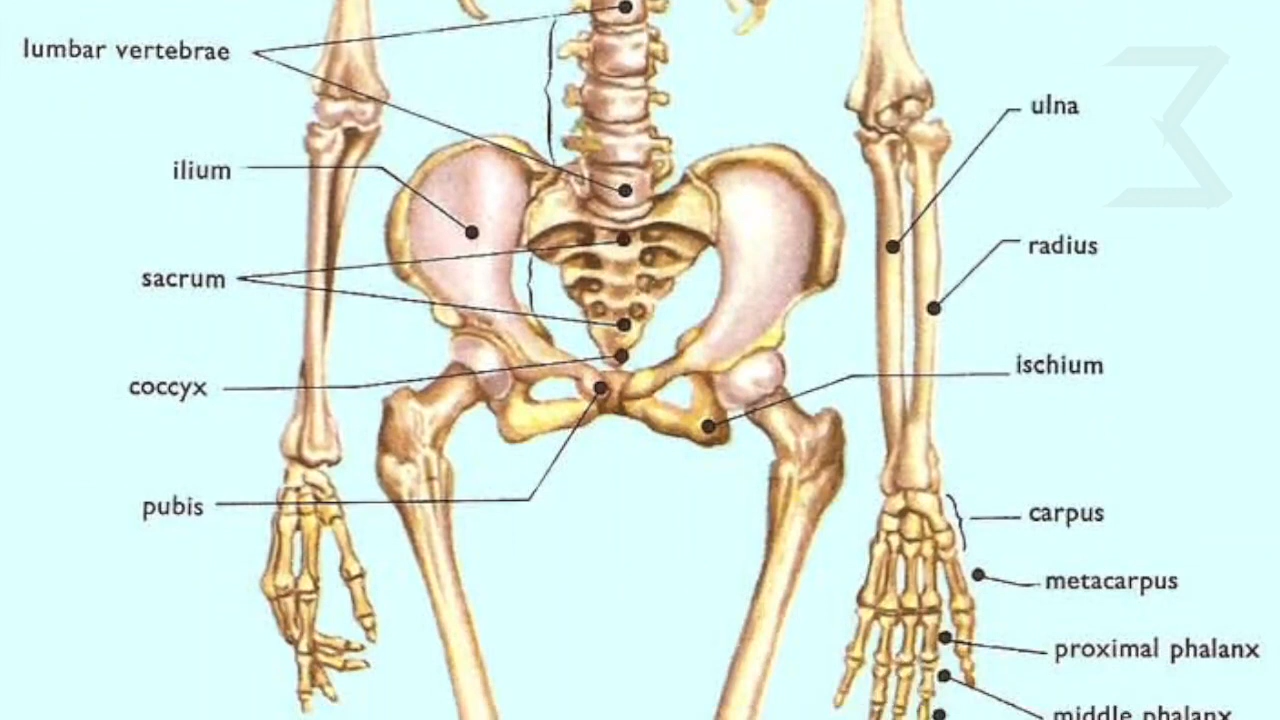 lumbar vertebrae
ilium
sacrum
coccyx
pubis
ulna
radius
ischium
carpus
metacarpus
proximal phalanx
middle phalanx